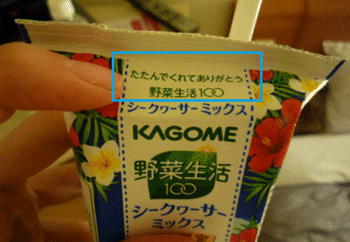 たたんでくれてありがとう
野菜生活100
シークヮーサーミックス
KAGOME
野菜生活
100
シークヮーサー
ミックス